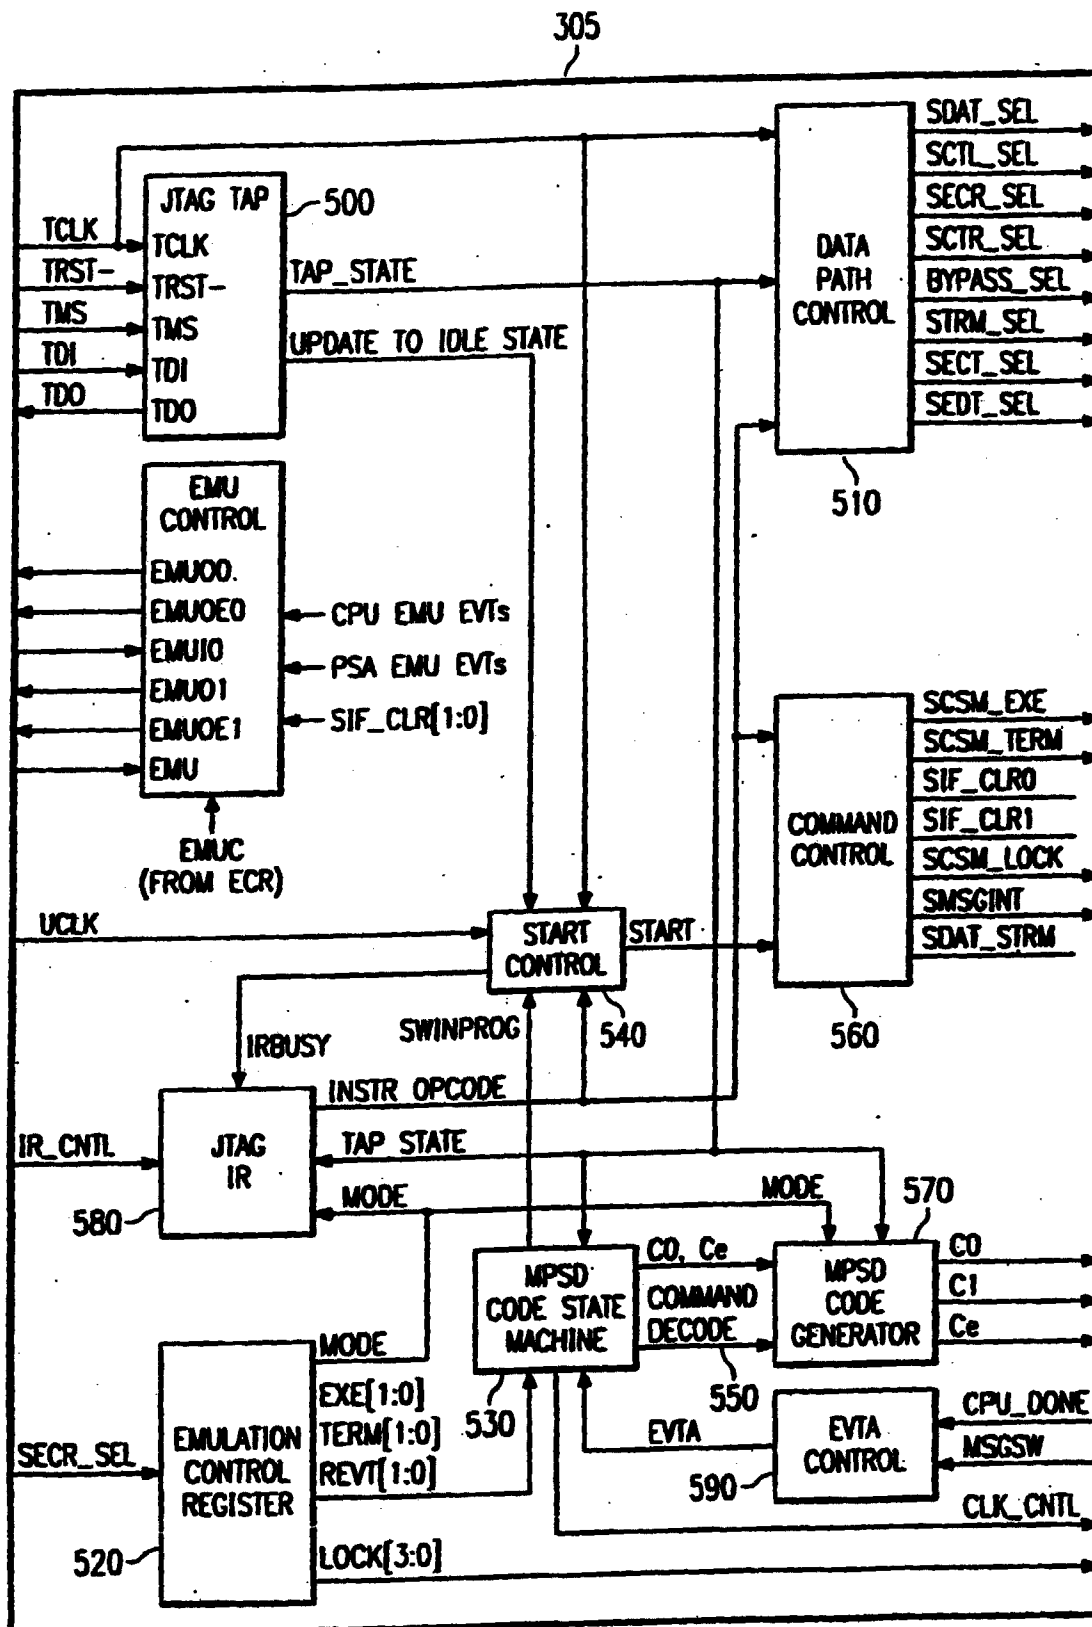 305
JTAG TAP
500
TCLK
TCLK
TRST-
TRST-
TMS
TMS
TDI
TDI
TDO
TDO
TAP_STATE
UPDATE TO IDLE STATE
DATA
PATH
CONTROL
510
SDAT_SEL
SCTL_SEL
SECR_SEL
SCTR_SEL
BYPASS_SEL
STRM_SEL
SECT_SEL
SEDT_SEL
EMU
CONTROL
EMUO0.
EMUOE0
EMUI0
EMUO1
EMUOE1
EMU
CPU EMU EVTs
PSA EMU EVTs
SIF_CLR[1:0]
EMUC
(FROM ECR)
UCLK
START
CONTROL
540
START
COMMAND
CONTROL
560
SCSM_EXE
SCSM_TERM
SIF_CLR0
SIF_CLR1
SCSM_LOCK
SMSGINT
SDAT_STRM
IRBUSY
SWINPROG
IR_CNTL
JTAG
IR
580
INSTR OPCODE
TAP STATE
MODE
MODE
570
MPSD
CODE STATE
MACHINE
530
C0, Ce
COMMAND
DECODE
550
MPSD
CODE
GENERATOR
C0
C1
Ce
SECR_SEL
EMULATION
CONTROL
REGISTER
520
MODE
EXE[1:0]
TERM[1:0]
REVT[1:0]
LOCK[3:0]
EVTA
EVTA
CONTROL
590
CPU_DONE
MSGSW
CLK_CNTL